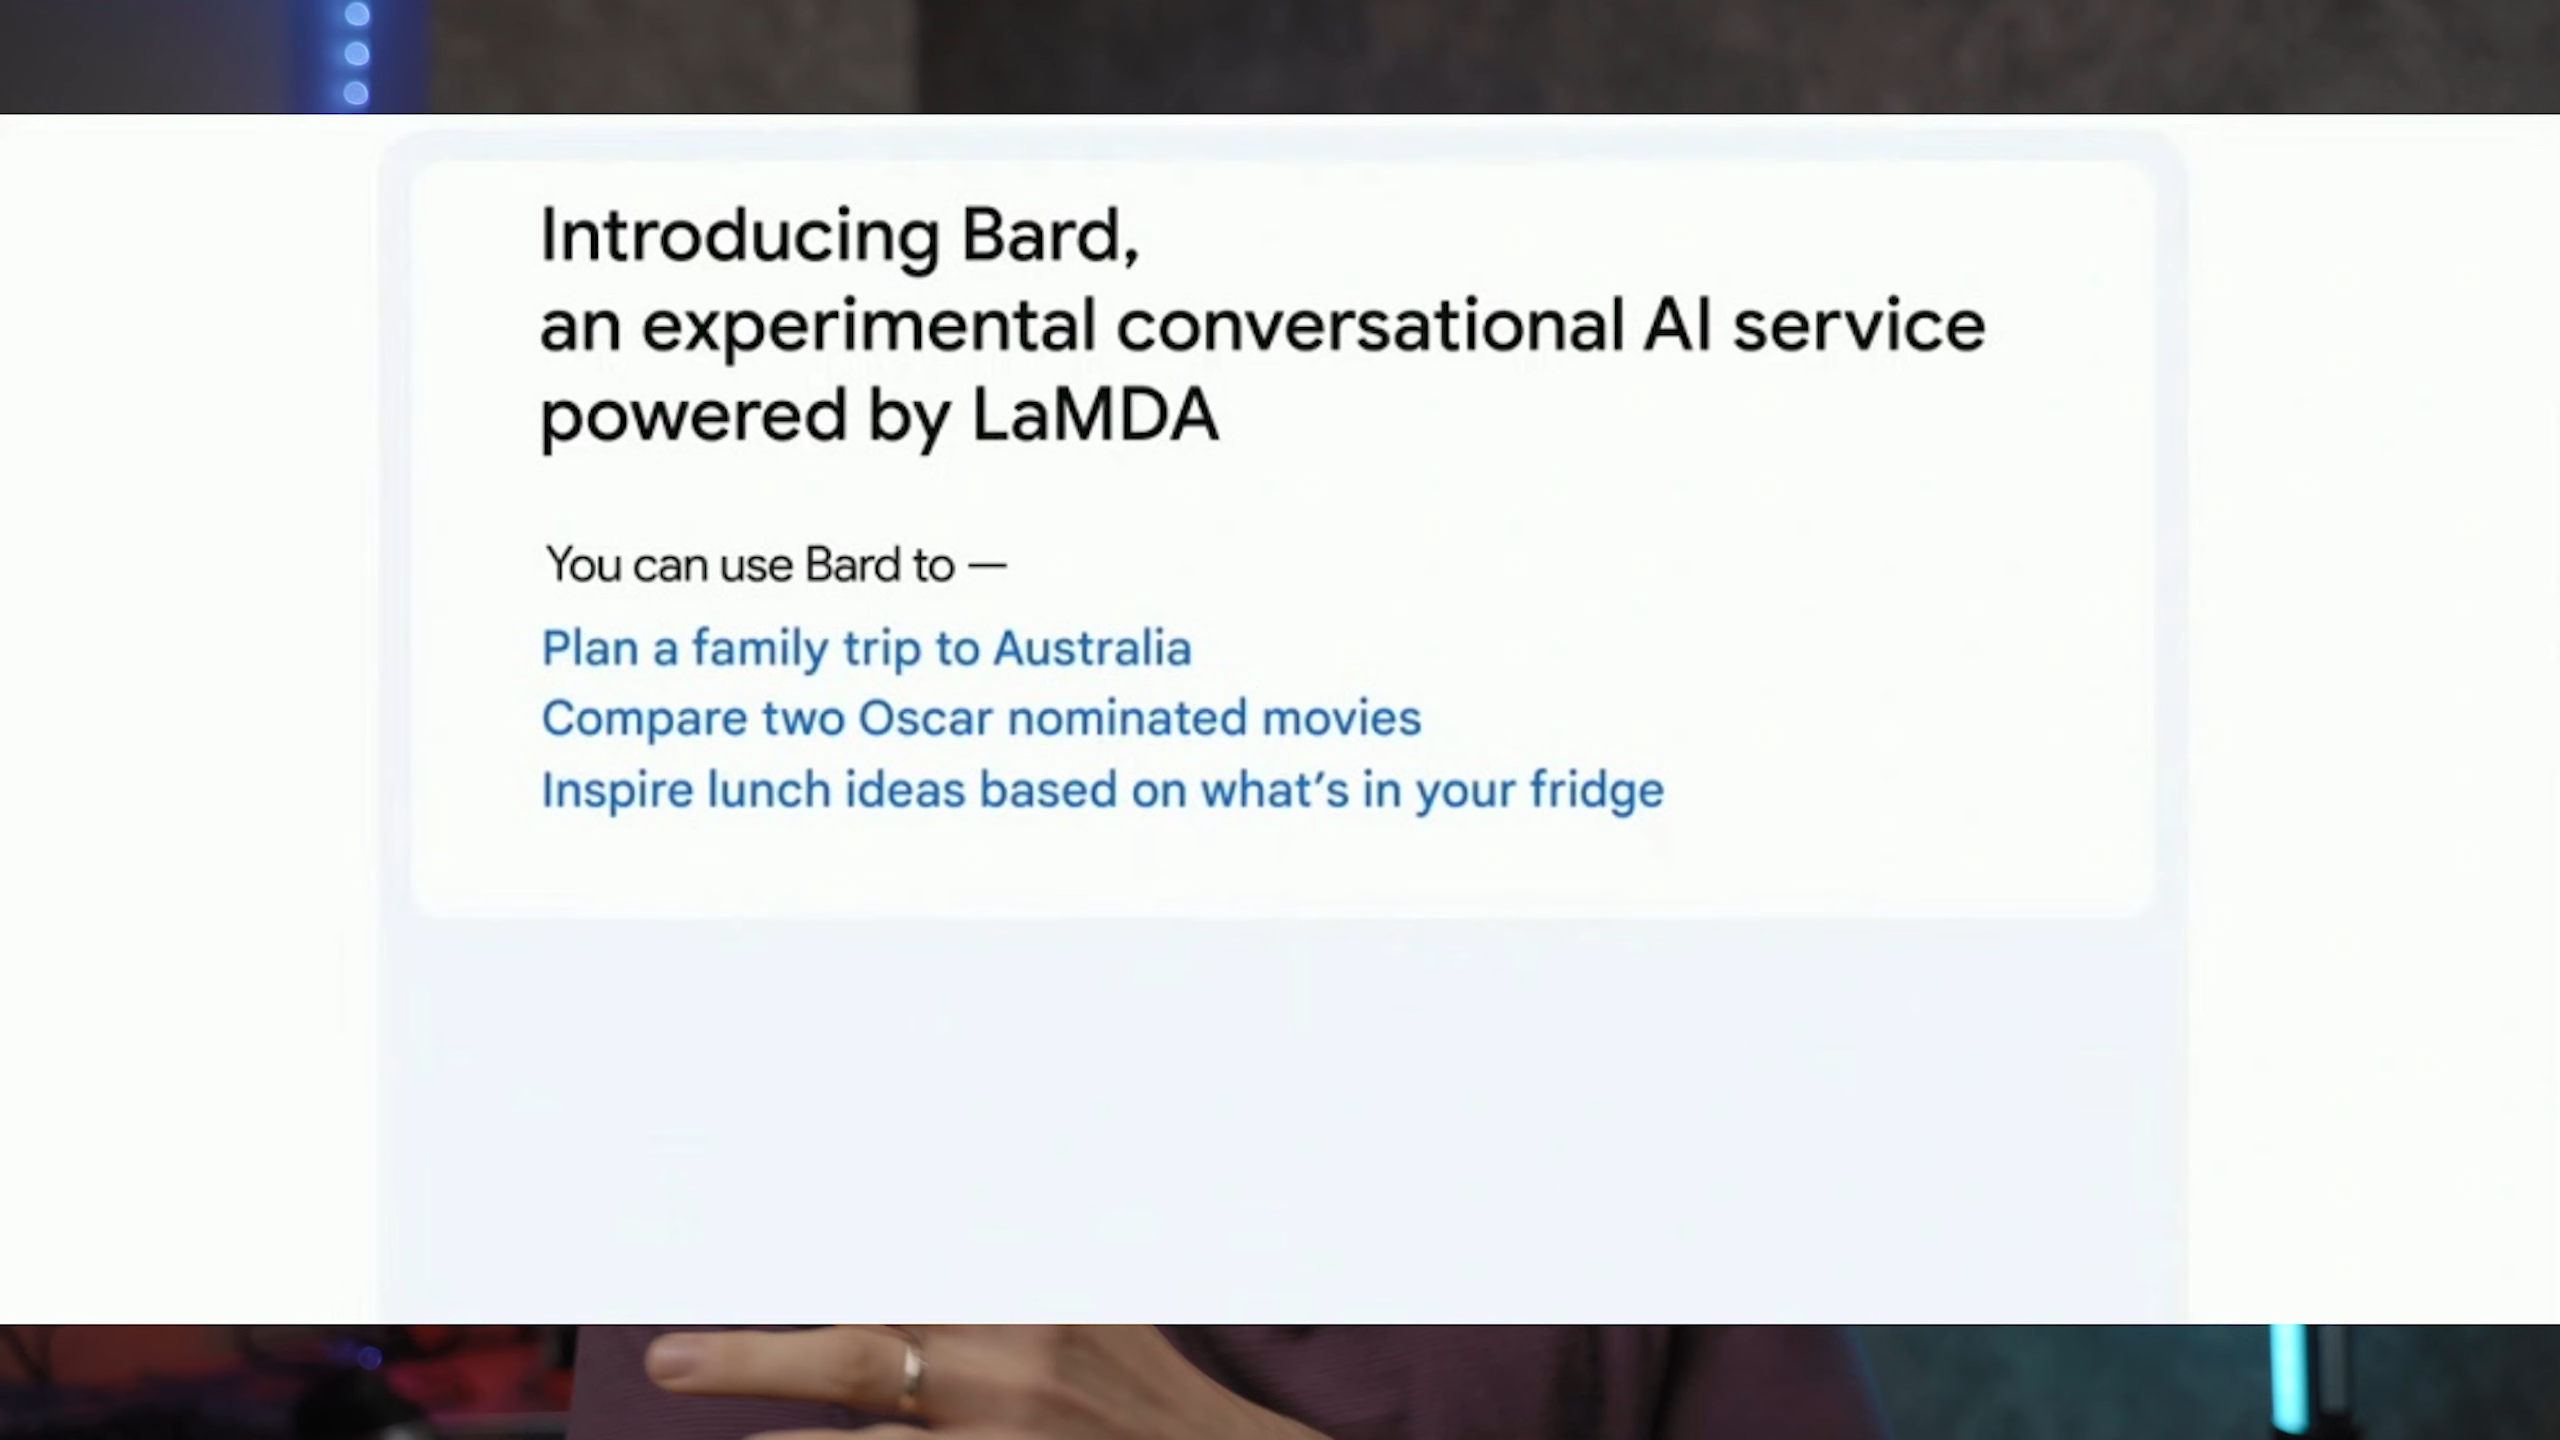 Introducing Bard,
an experimental conversational AI service
powered by LaMDA
You can use Bard to —
Plan a family trip to Australia
Compare two Oscar nominated movies
Inspire lunch ideas based on what’s in your fridge